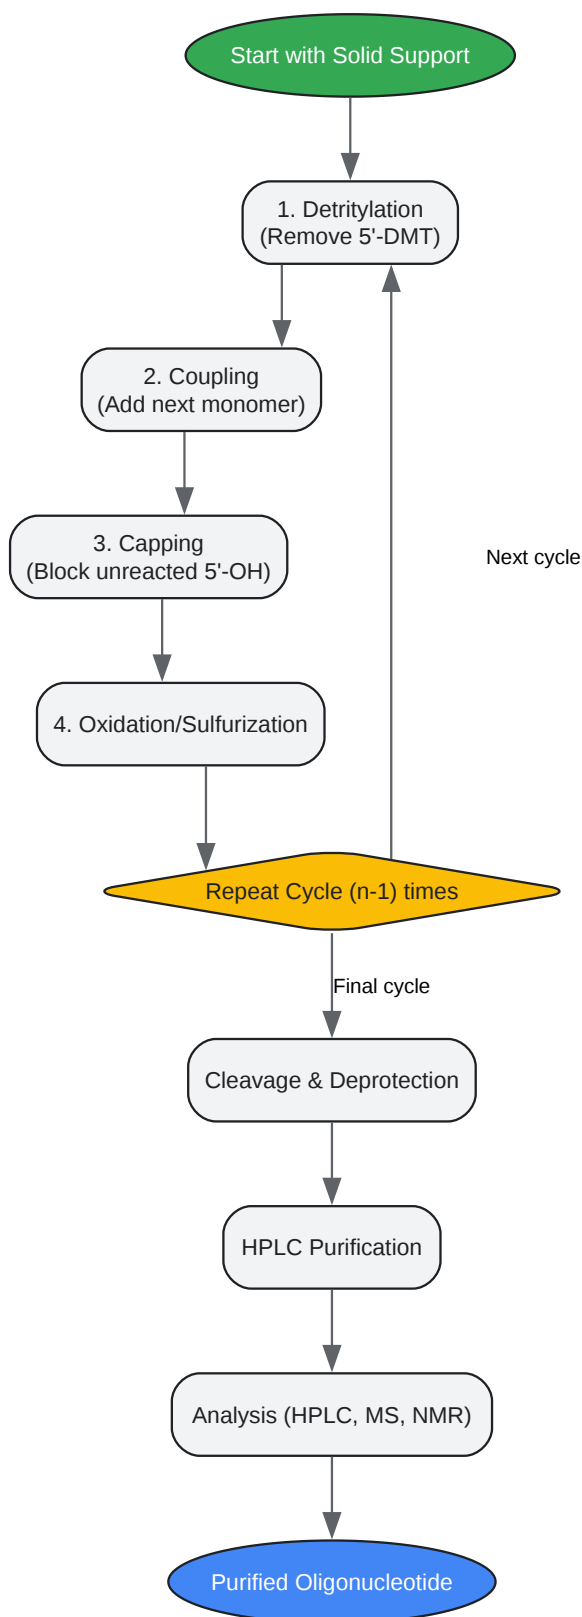 Start with Solid Support
1. Detritylation
(Remove 5'-DMT)
2. Coupling
(Add next monomer)
3. Capping
(Block unreacted 5'-OH)
Next cycle
4. Oxidation/Sulfurization
Repeat Cycle (n-1) times
Final cycle
Cleavage & Deprotection
HPLC Purification
Analysis (HPLC, MS, NMR)
Purified Oligonucleotide